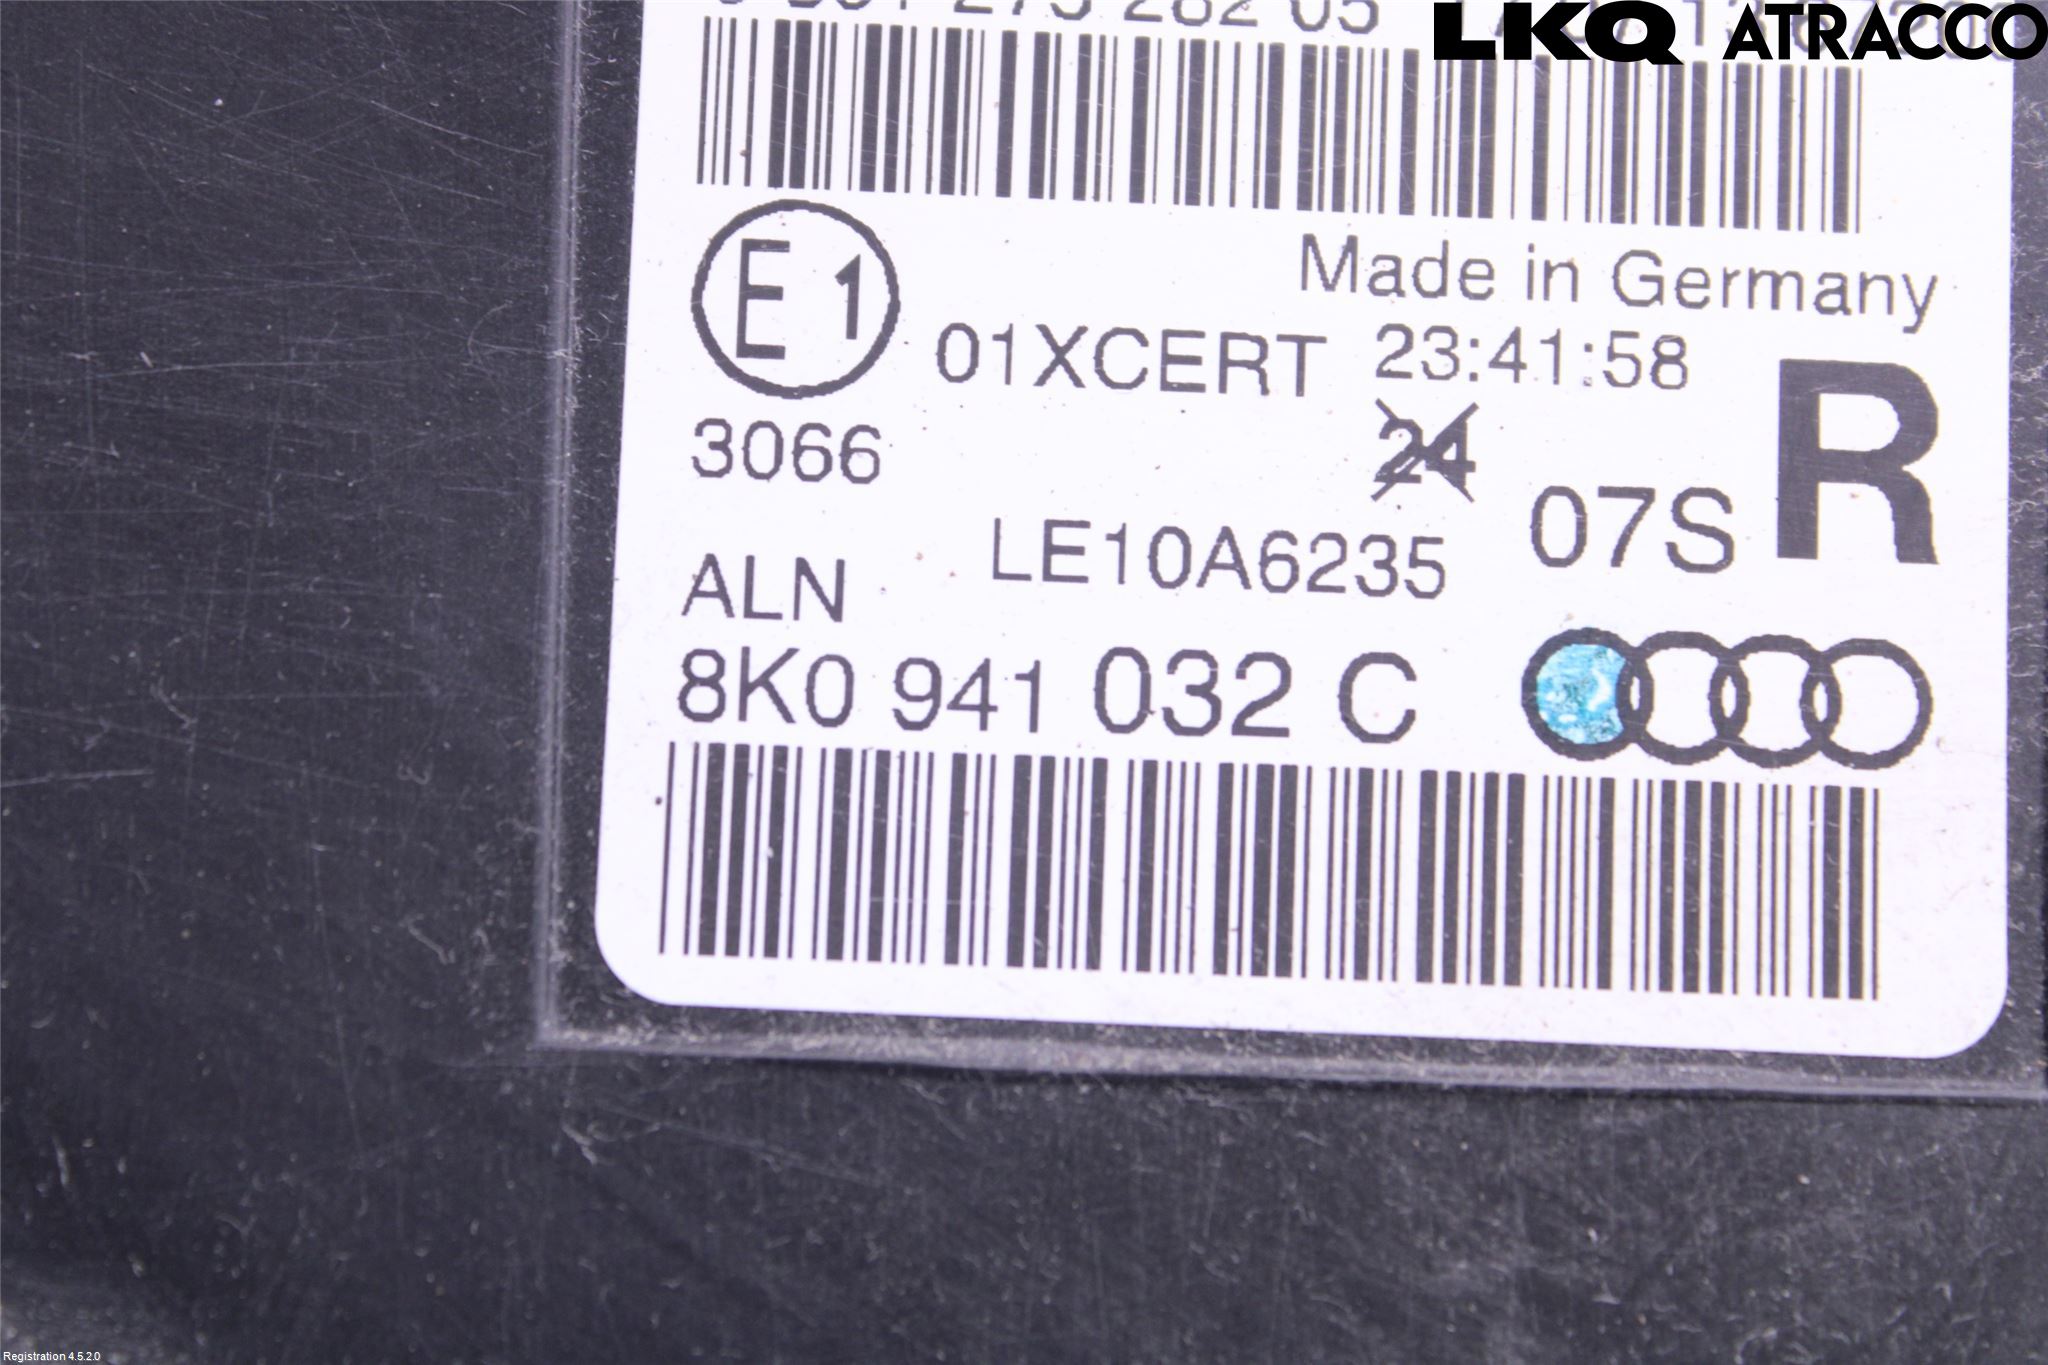 LKQ ATRACCO
Made in Germany
E1
01XCERT 23:41:58
3066
24
07S
R
LE10A6235
ALN
8K0 941 032 C
Registration 4.5.2.0